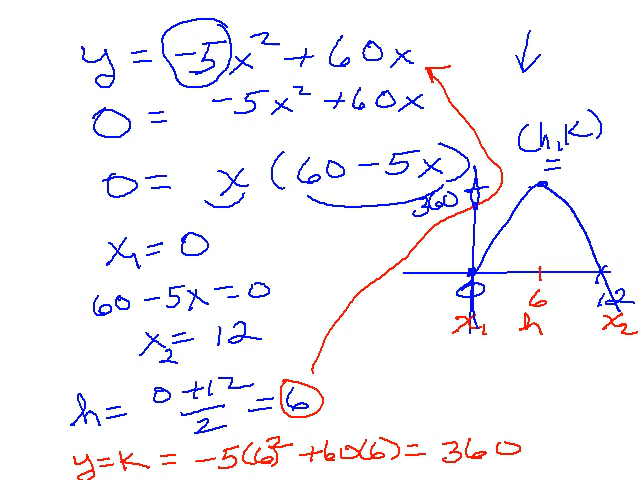 y = -5x² + 60x
0 = -5x² + 60x
0 = x (60 - 5x)
x₁ = 0
60 - 5x = 0
x₂ = 12
h = 0 + 12 / 2 = 6
y = k = -5(6)² + 60(6) = 360
(h, k)
=
360
0 6 12
x₁ h x₂